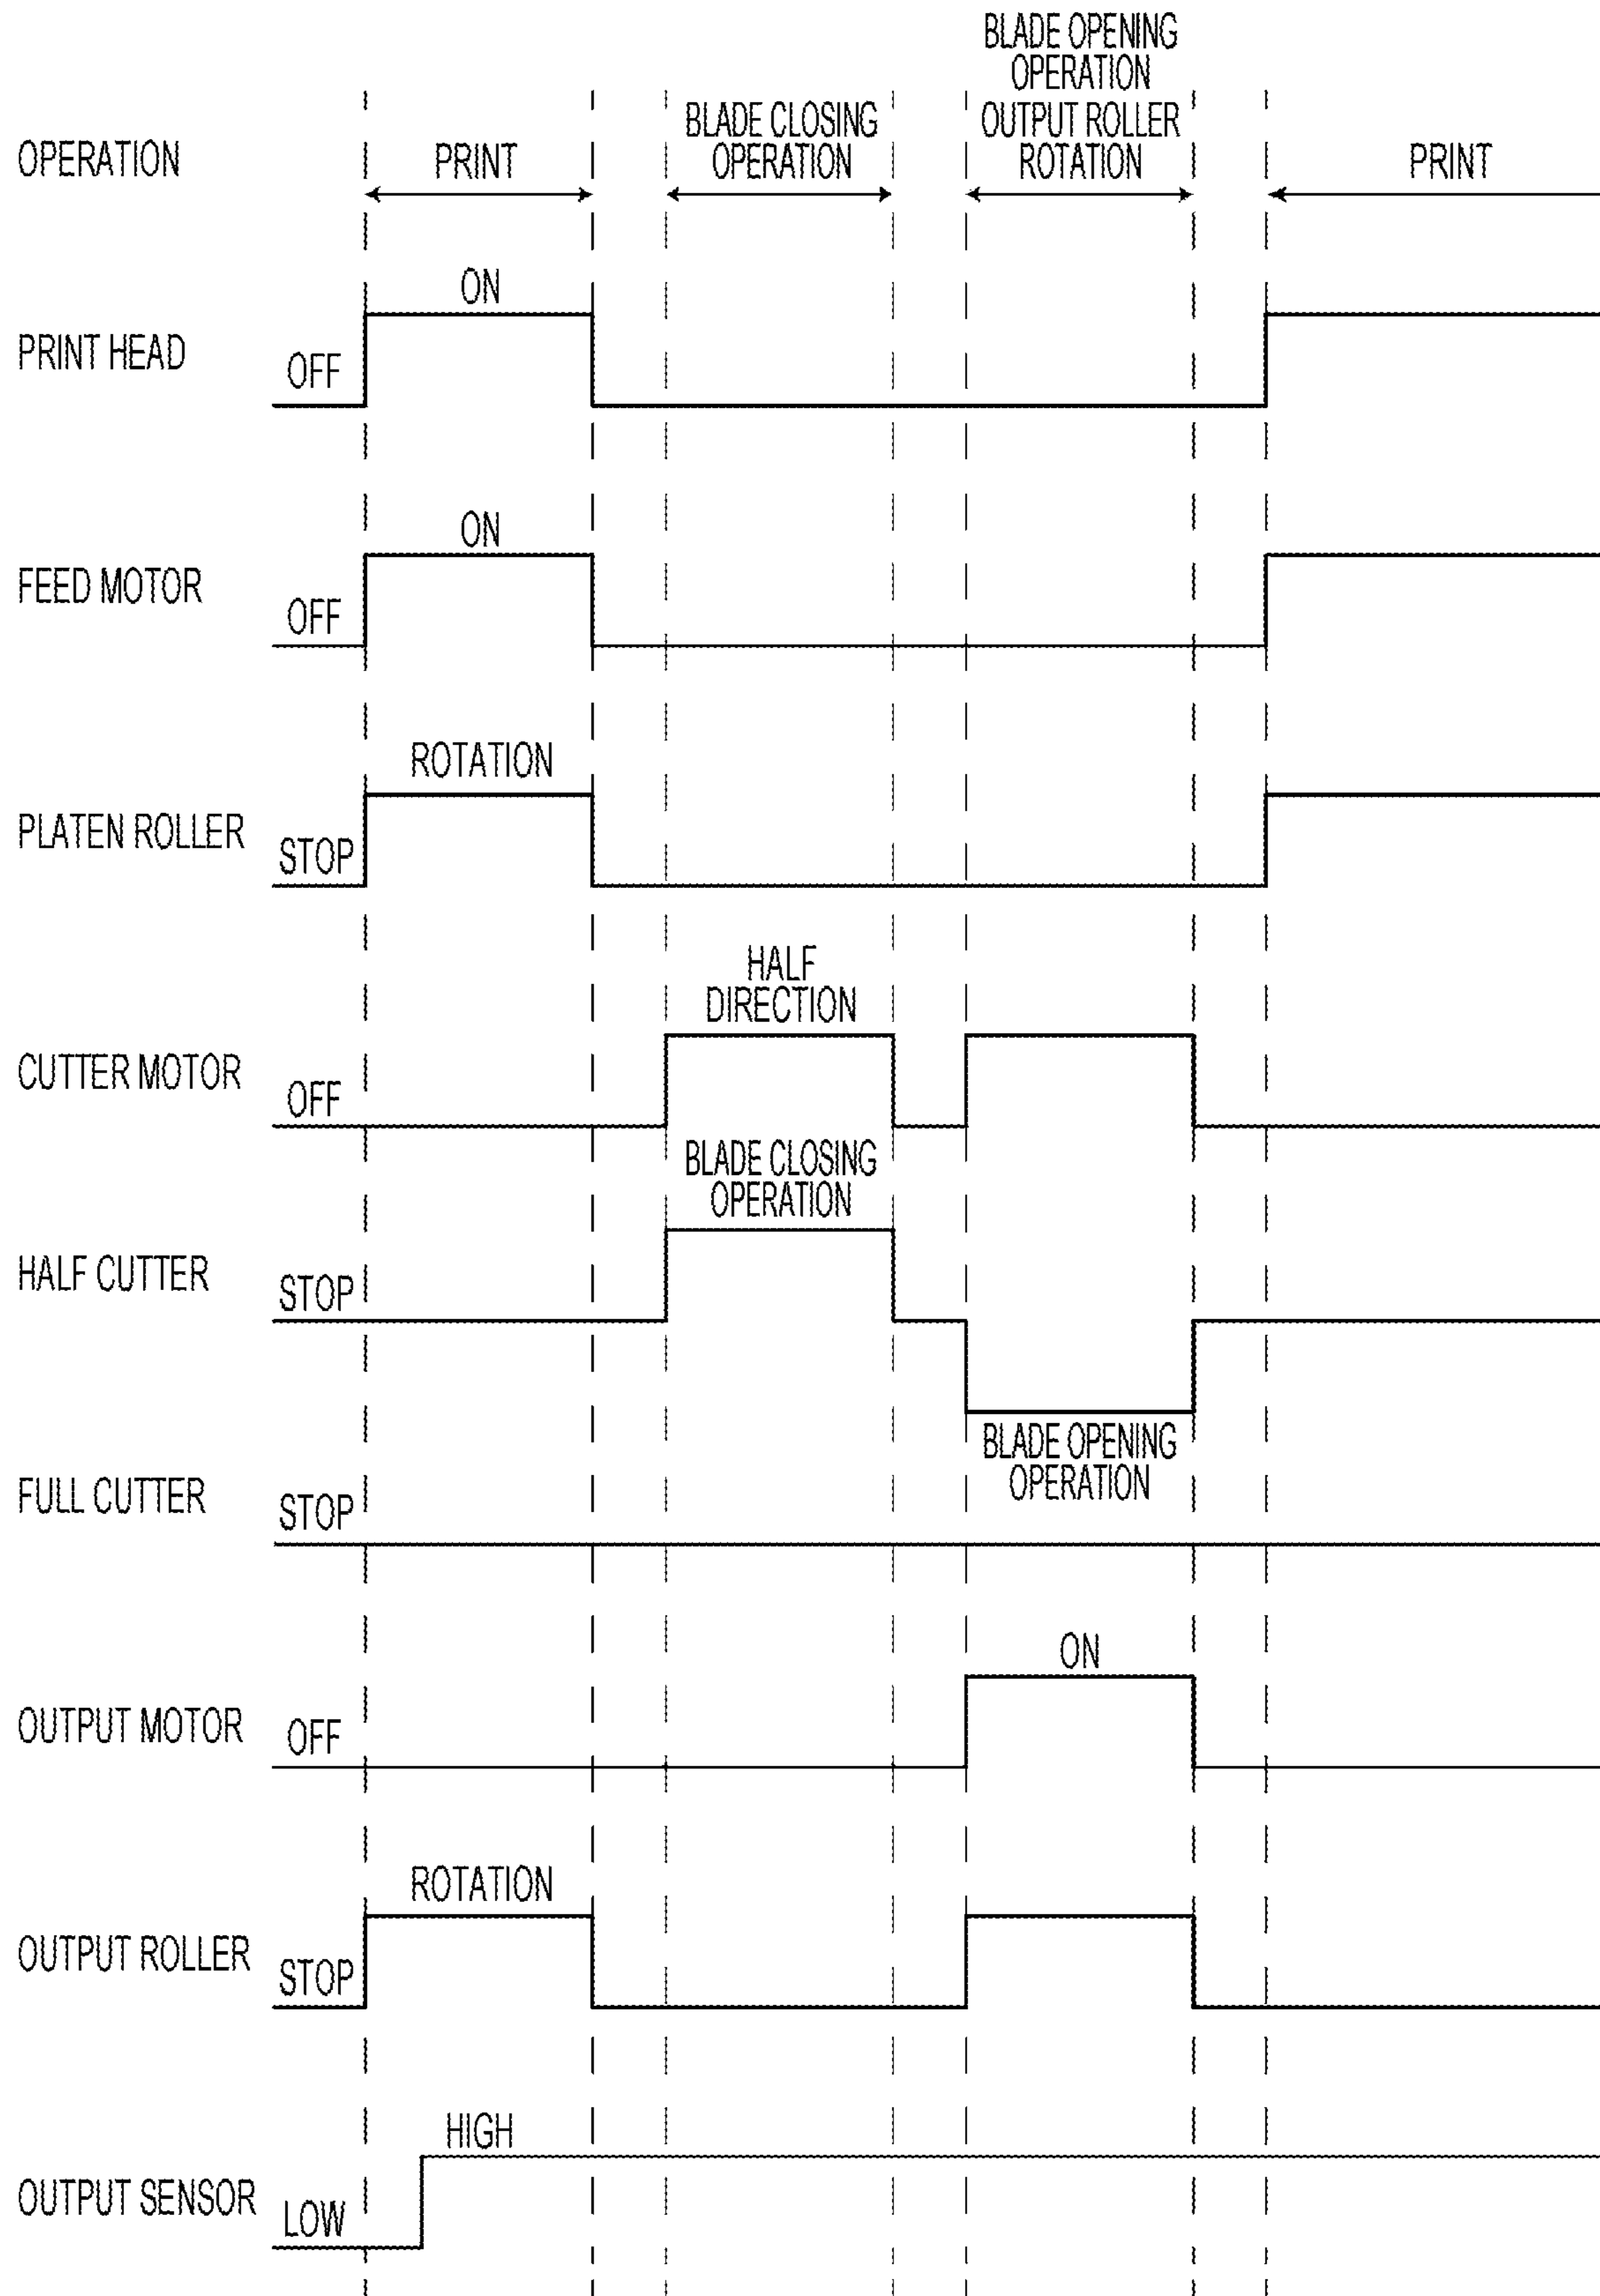 BLADE OPENING
OPERATION
OUTPUT ROLLER
ROTATION
BLADE CLOSING
OPERATION
OPERATION
PRINT
PRINT
ON
PRINT HEAD
OFF
ON
FEED MOTOR
OFF
ROTATION
PLATEN ROLLER
STOP
HALF
DIRECTION
CUTTER MOTOR
OFF
BLADE CLOSING
OPERATION
HALF CUTTER
STOP
BLADE OPENING
OPERATION
FULL CUTTER
STOP
ON
OUTPUT MOTOR
OFF
ROTATION
OUTPUT ROLLER
STOP
HIGH
OUTPUT SENSOR
LOW